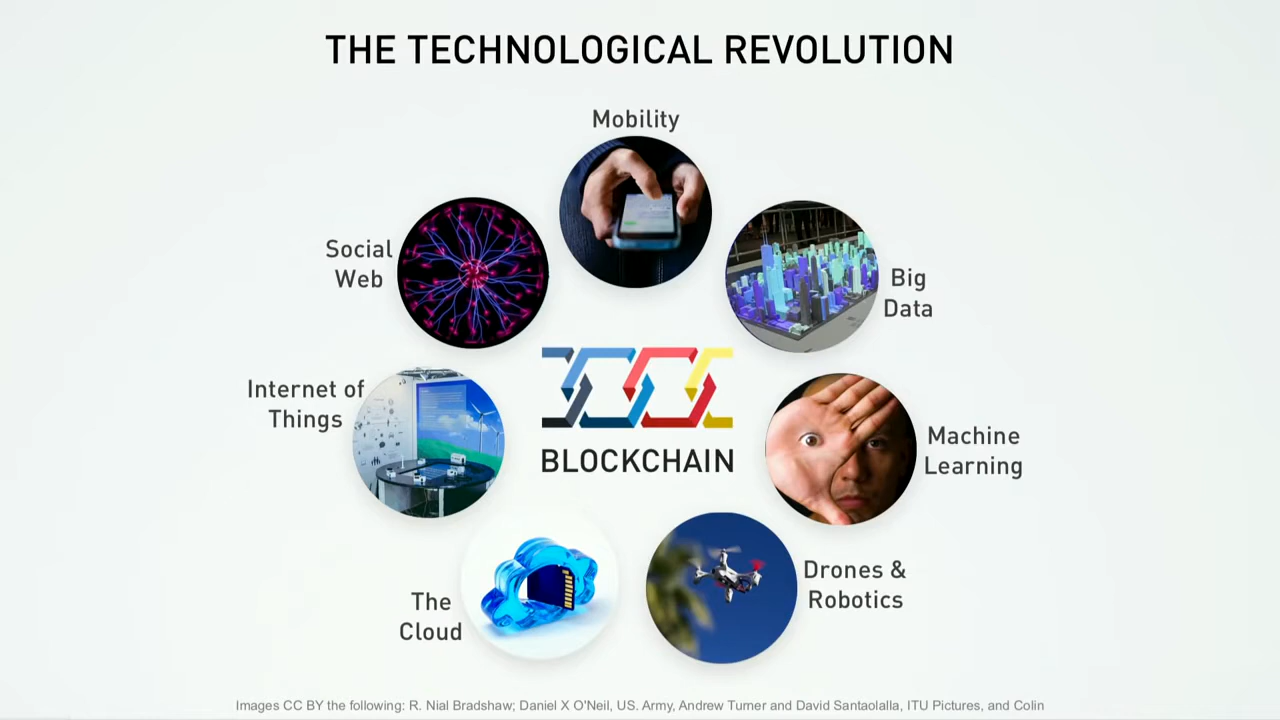 THE TECHNOLOGICAL REVOLUTION
Mobility
Social
Web
Big
Data
Internet of
Things
BLOCKCHAIN
Machine
Learning
Drones &
Robotics
The
Cloud
Images CC BY the following: R. Nial Bradshaw; Daniel X O'Neil, US. Army, Andrew Turner and David Santaolalla, ITU Pictures, and Colin